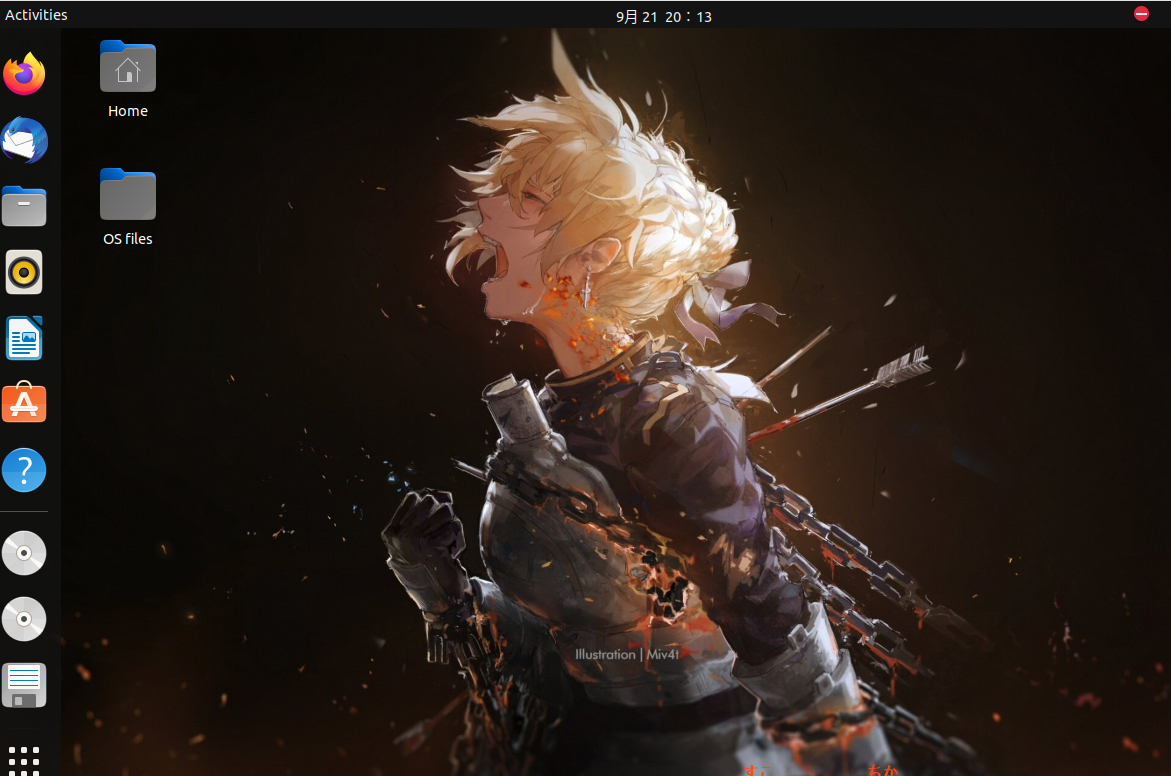 Activities
9月 21 20：13
Home
OS files
Illustration | Miv4t